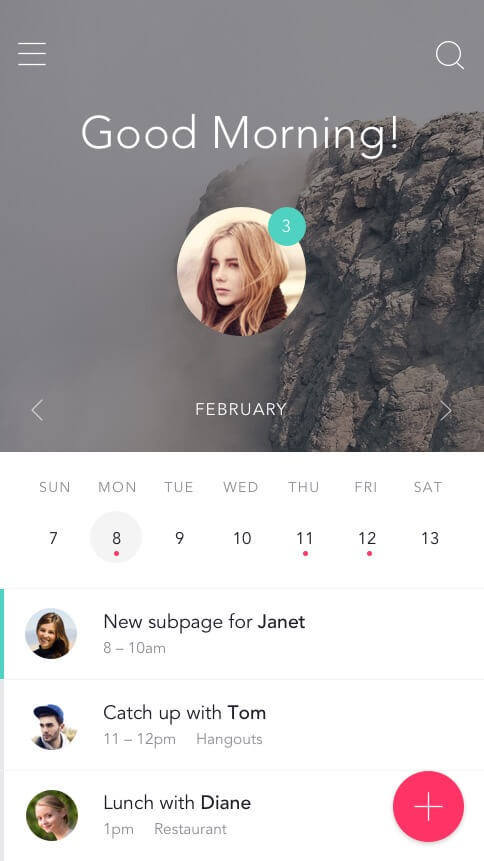 Good Morning!
3
FEBRUARY
SUN MON TUE WED THU FRI SAT
7 8 9 10 11 12 13
New subpage for Janet
8 – 10am
Catch up with Tom
11 – 12pm Hangouts
Lunch with Diane
1pm Restaurant